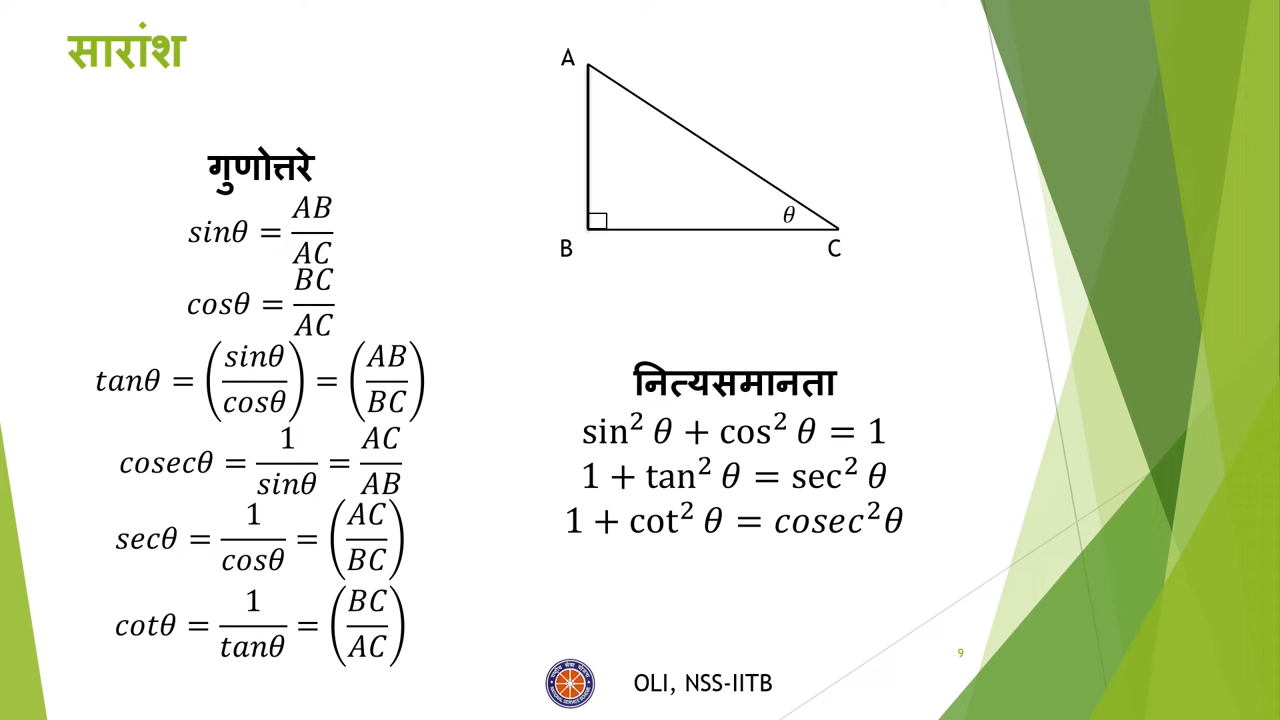 सारांश
गुणोत्तरे
sinθ = AB/AC
cosθ = BC/AC
tanθ = (sinθ/cosθ) = (AB/BC)
cosecθ = 1/sinθ = AC/AB
secθ = 1/cosθ = (AC/BC)
cotθ = 1/tanθ = (BC/AC)
A
B
C
θ
नित्यसमानता
sin² θ + cos² θ = 1
1 + tan² θ = sec² θ
1 + cot² θ = cosec²θ
OLI, NSS-IITB
9